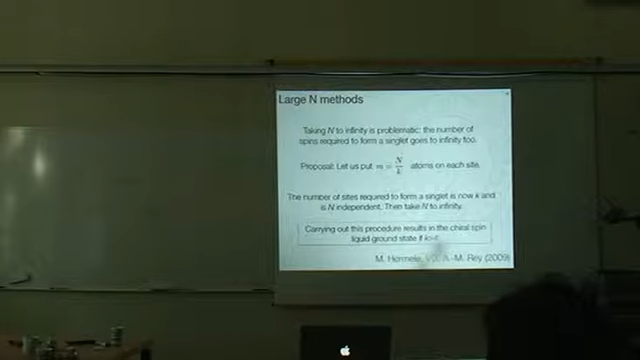 Large N methods
Taking N to infinity is problematic: the number of
spins required to form a singlet goes to infinity too.
Proposal: Let us put m = N/k atoms on each site.
The number of sites required to form a singlet is now k and
is N independent. Then take N to infinity.
Carrying out this procedure results in the chiral spin
liquid ground state if
M. Hermele, A.-M. Rey (2009)